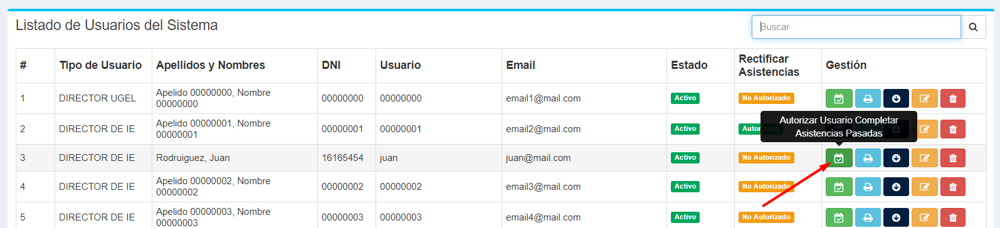 Listado de Usuarios del Sistema
Buscar
# Tipo de Usuario Apellidos y Nombres DNI Usuario Email Estado Rectificar Asistencias Gestión
1 DIRECTOR UGEL Apelido 00000000, Nombre 00000000 00000000 00000000 email1@mail.com Activo No Autorizado
Autorizar Usuario Completar
Asistencias Pasadas
2 DIRECTOR DE IE Apelido 00000001, Nombre 00000001 00000001 00000001 email2@mail.com Activo Autorizado
3 DIRECTOR DE IE Rodruiguez, Juan 16165454 juan juan@mail.com Activo No Autorizado
4 DIRECTOR DE IE Apelido 00000002, Nombre 00000002 00000002 00000002 email3@mail.com Activo No Autorizado
5 DIRECTOR DE IE Apelido 00000003, Nombre 00000003 00000003 00000003 email4@mail.com Activo No Autorizado